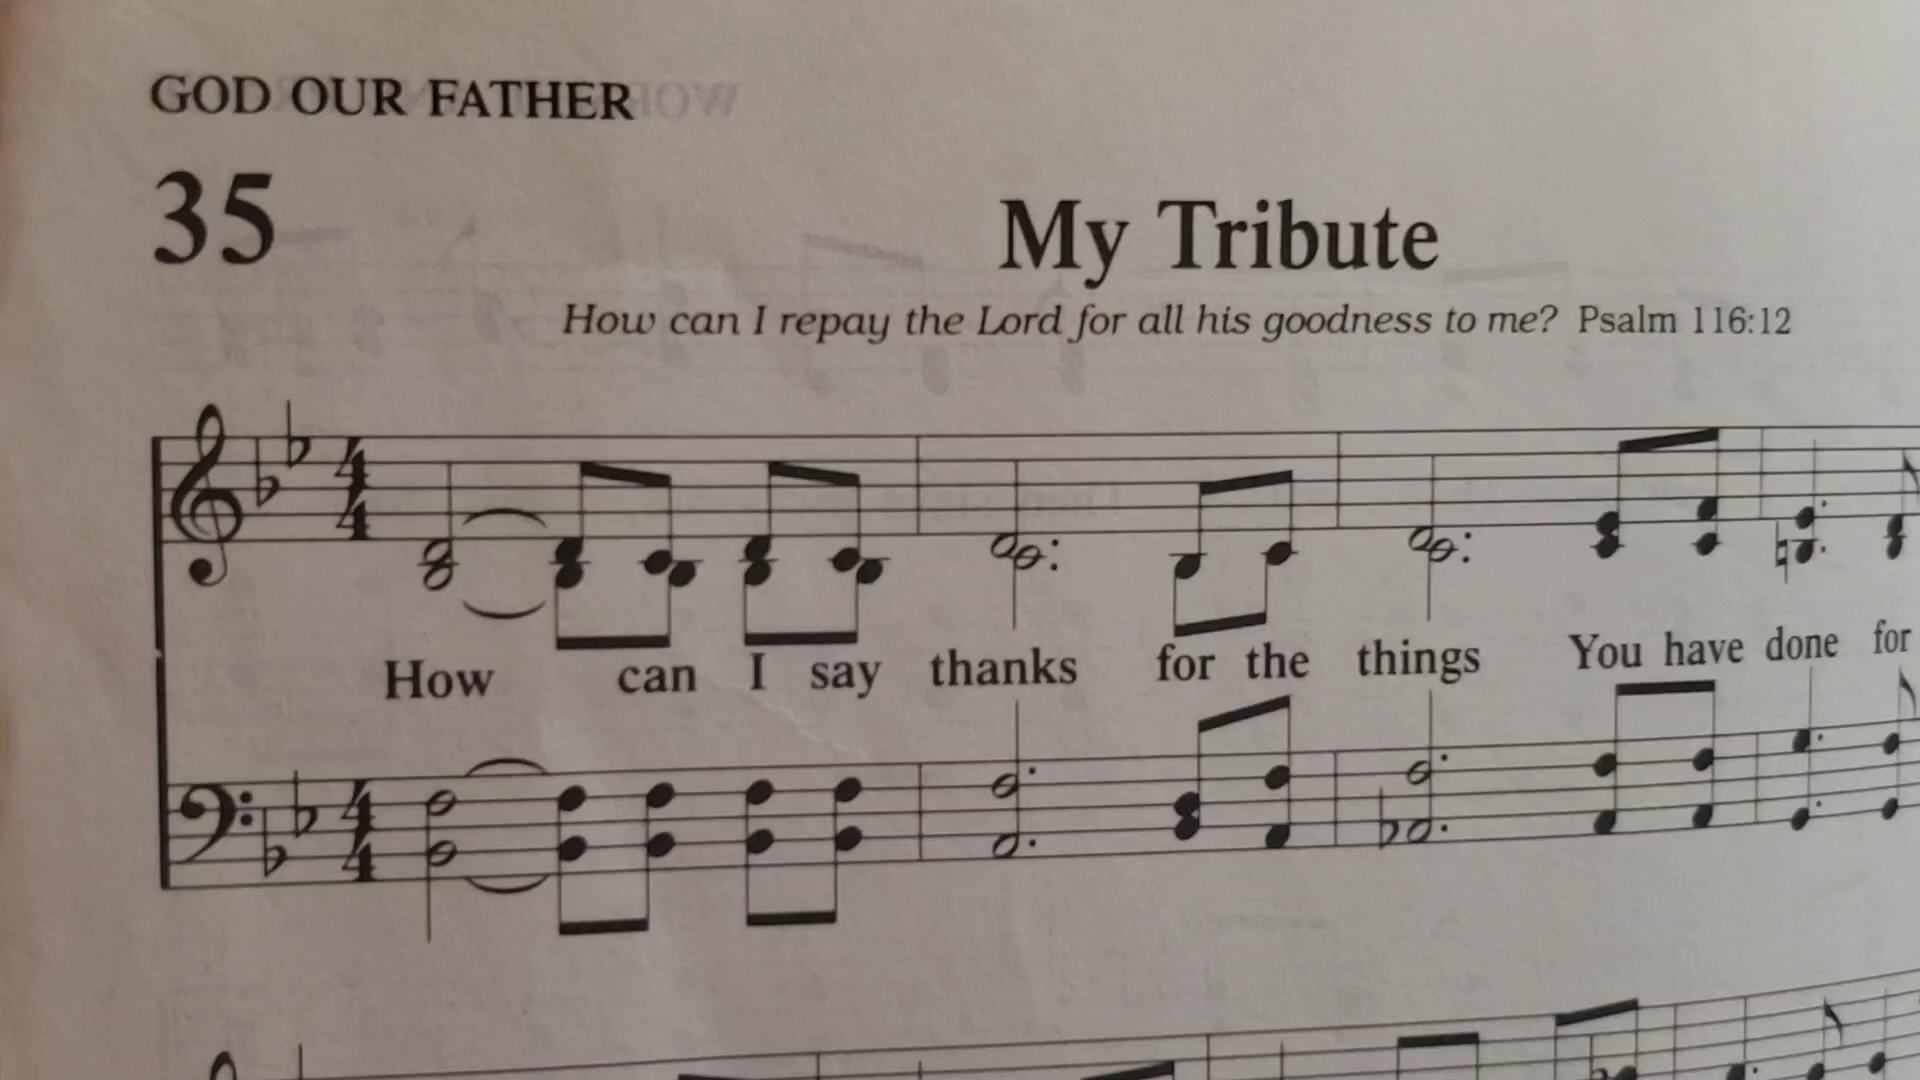 GOD OUR FATHER
35
My Tribute
How can I repay the Lord for all his goodness to me? Psalm 116:12
How can I say thanks for the things You have done for